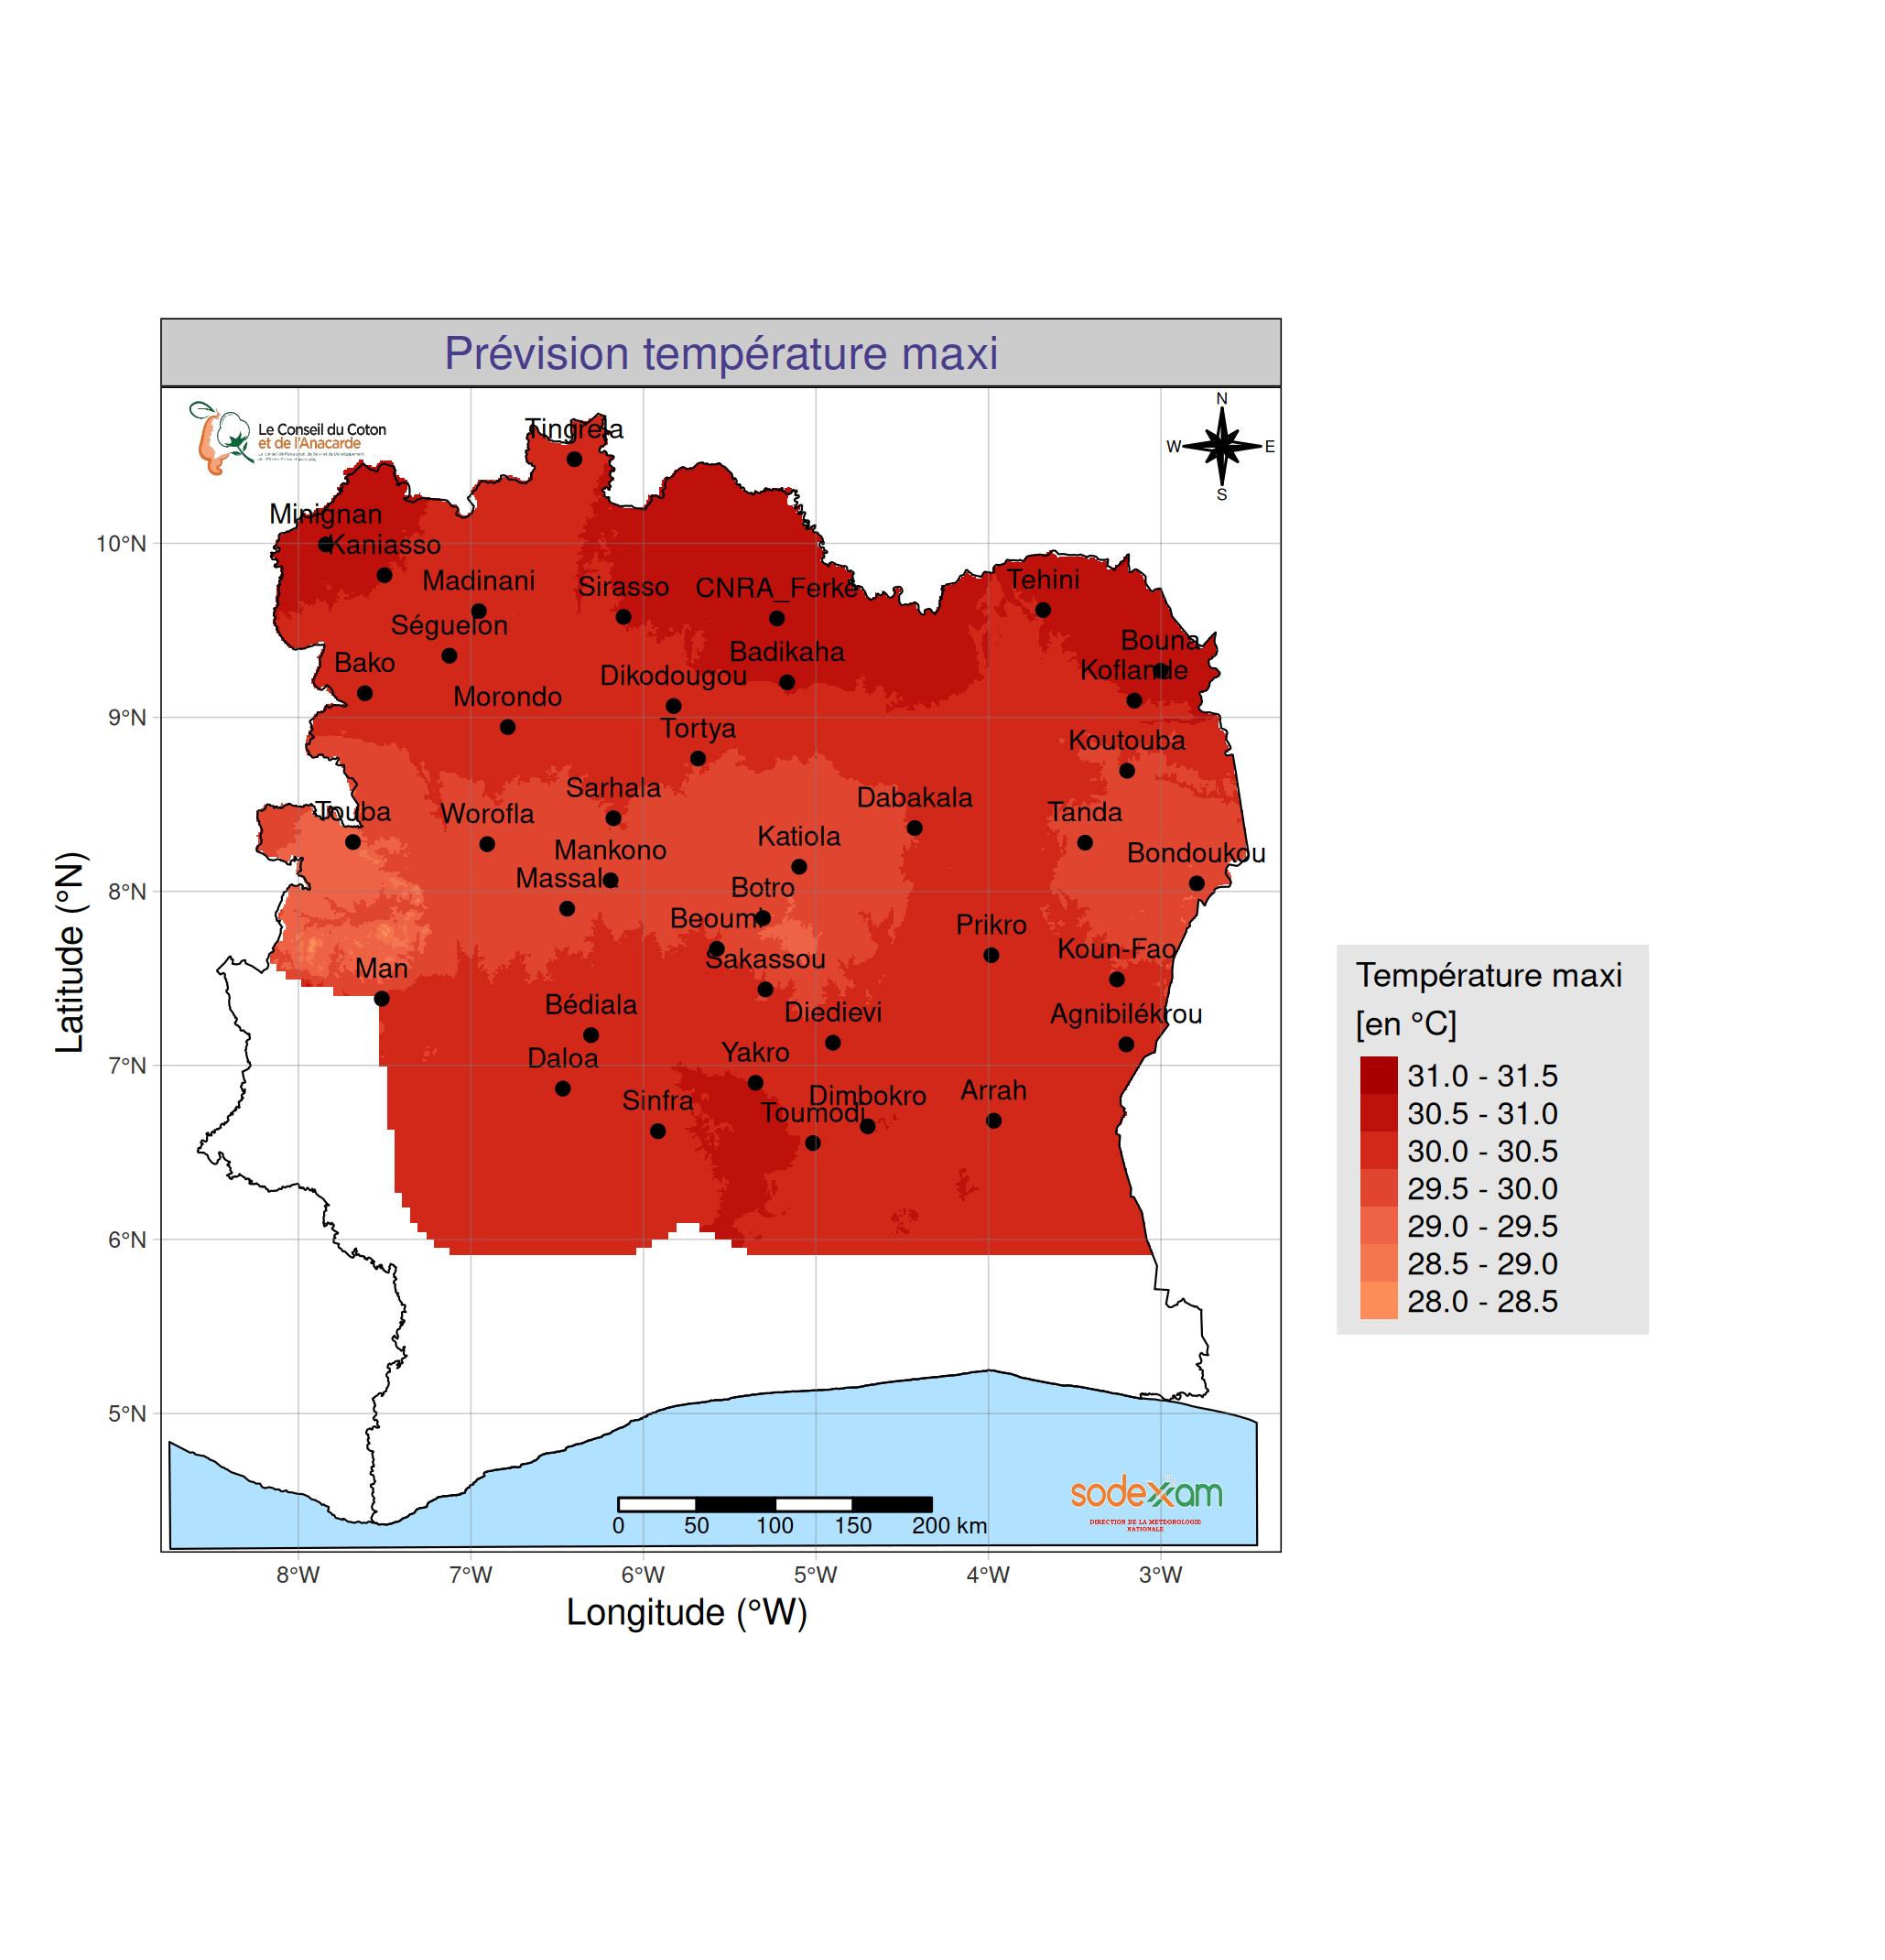 Prévision température maxi
Le Conseil du Coton
et de l'Anacarde
N
W
E
S
Tingrela
Minignan
Kaniasso
Madinani
Sirasso
CNRA_Ferké
Tehini
Séguelon
Bouna
Bako
Badikaha
Koflande
Dikodougou
Morondo
Tortya
Koutouba
Sarhala
Dabakala
Touba
Worofla
Tanda
Katiola
Mankono
Bondoukou
Massala
Botro
Beoumi
Prikro
Sakassou
Koun-Fao
Man
Bédiala
Diedievi
Agnibilékrou
Daloa
Yakro
Sinfra
Dimbokro
Arrah
Toumodi
10°N
9°N
8°N
7°N
6°N
5°N
Latitude (°N)
8°W
7°W
6°W
5°W
4°W
3°W
Longitude (°W)
0
50
100
150
200 km
sodexam
DIRECTION DE LA METEOROLOGIE
NATIONALE
Température maxi
[en °C]
31.0 - 31.5
30.5 - 31.0
30.0 - 30.5
29.5 - 30.0
29.0 - 29.5
28.5 - 29.0
28.0 - 28.5